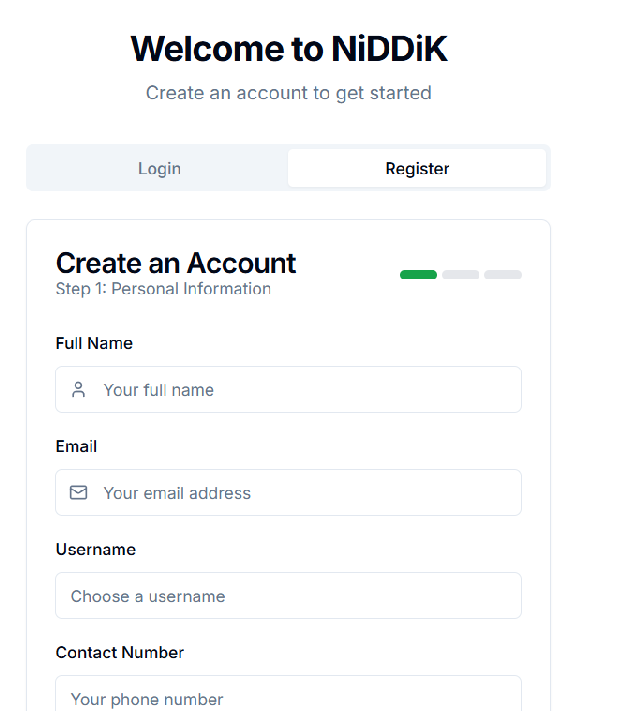 Welcome to NiDDiK
Create an account to get started
Login
Register
Create an Account
Step 1: Personal Information
Full Name
Your full name
Email
Your email address
Username
Choose a username
Contact Number
Your phone number